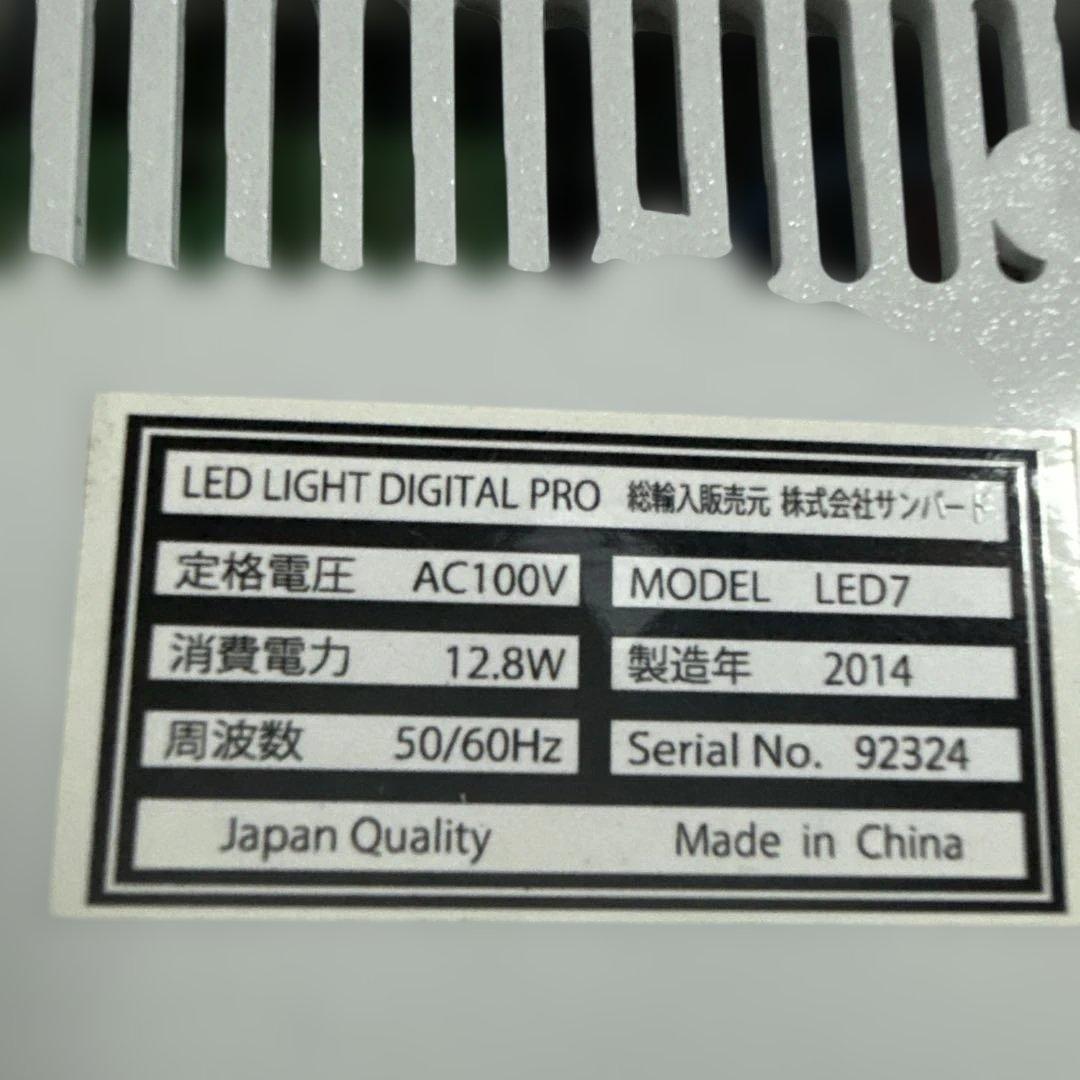 LED LIGHT DIGITAL PRO 総輸入販売元 株式会社サンバード
定格電圧 AC100V
MODEL LED7
消費電力 12.8W
製造年 2014
周波数 50/60Hz
Serial No. 92324
Japan Quality Made in China